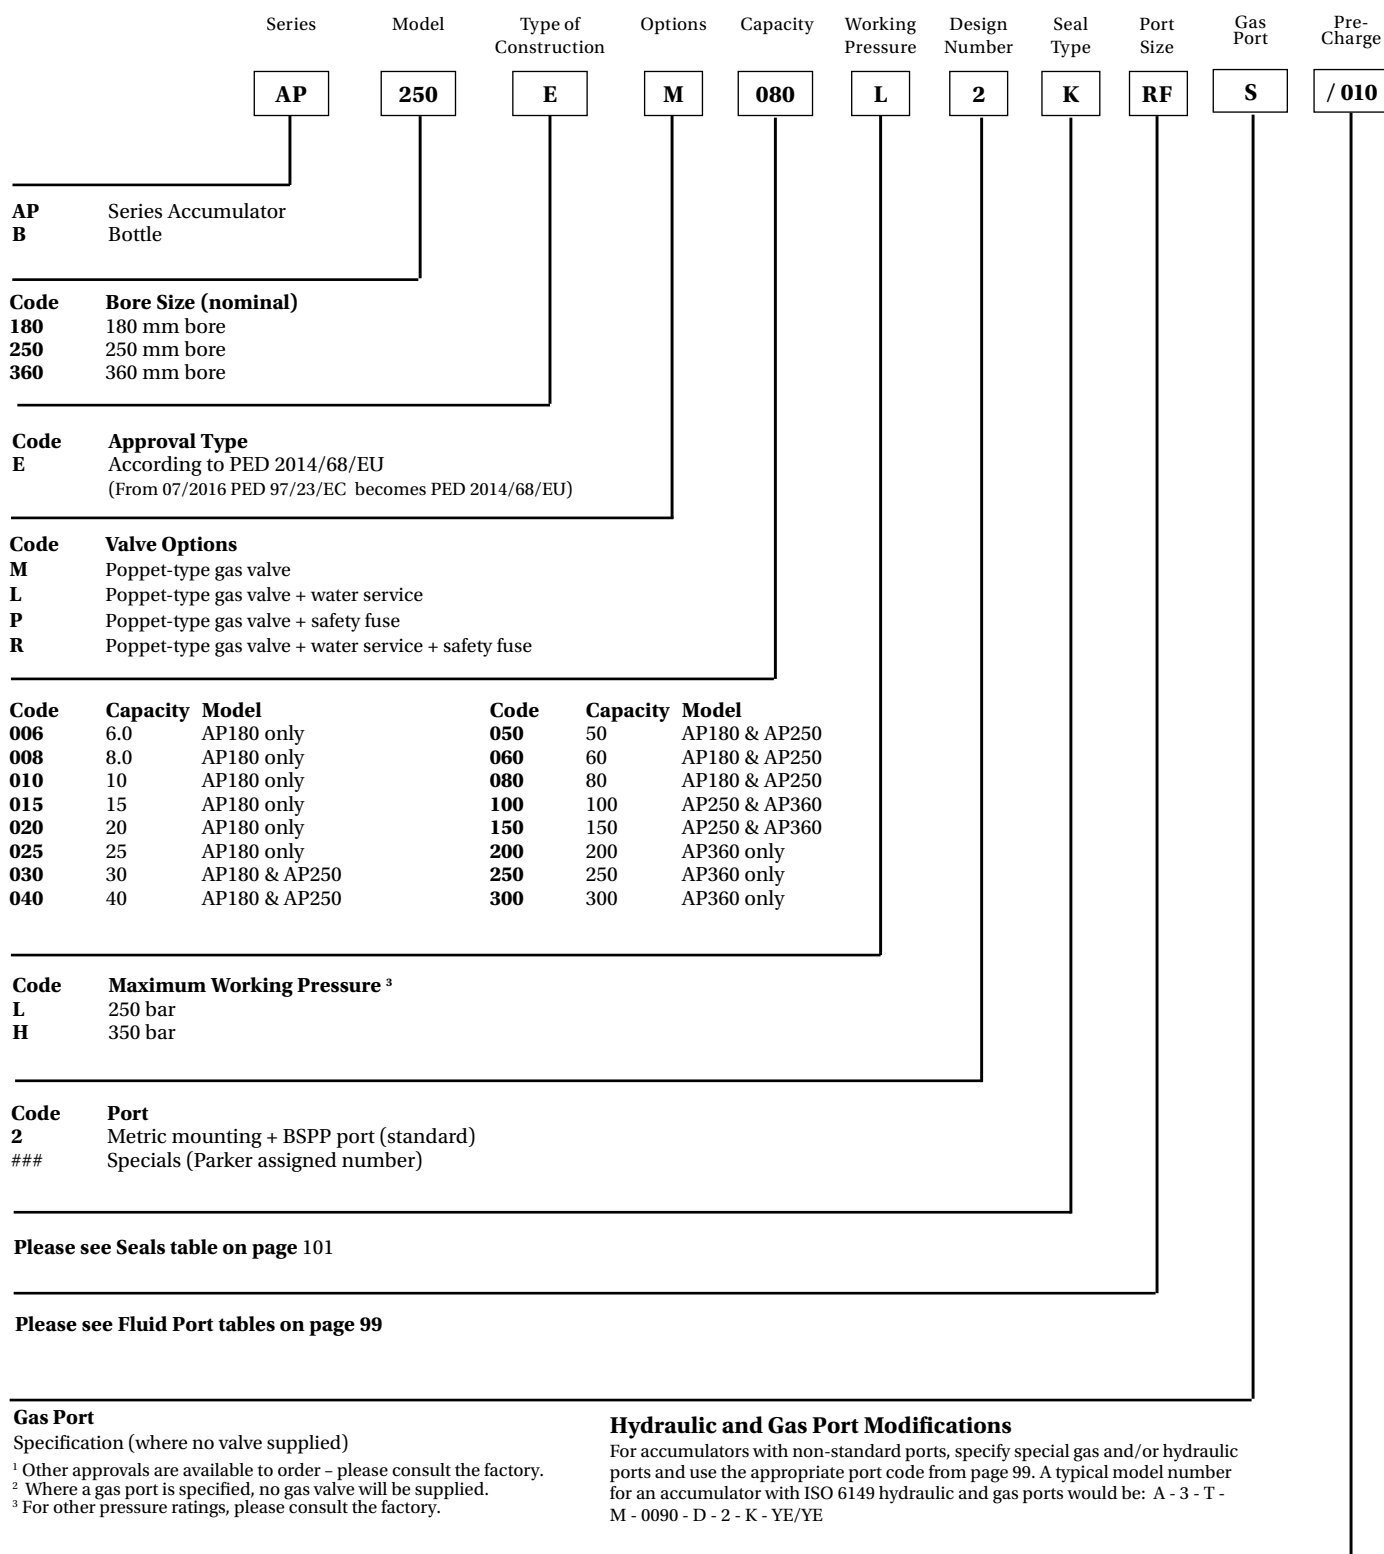 Series Model Type of Construction Options Capacity Working Pressure Design Number Seal Type Port Size Gas Port Pre-Charge
AP 250 E M 080 L 2 K RF S / 010
AP Series Accumulator
B Bottle
Code Bore Size (nominal)
180 180 mm bore
250 250 mm bore
360 360 mm bore
Code Approval Type
E According to PED 2014/68/EU
(From 07/2016 PED 97/23/EC becomes PED 2014/68/EU)
Code Valve Options
M Poppet-type gas valve
L Poppet-type gas valve + water service
P Poppet-type gas valve + safety fuse
R Poppet-type gas valve + water service + safety fuse
Code Capacity Model Code Capacity Model
006 6.0 AP180 only 050 50 AP180 & AP250
008 8.0 AP180 only 060 60 AP180 & AP250
010 10 AP180 only 080 80 AP180 & AP250
015 15 AP180 only 100 100 AP250 & AP360
020 20 AP180 only 150 150 AP250 & AP360
025 25 AP180 only 200 200 AP360 only
030 30 AP180 & AP250 250 250 AP360 only
040 40 AP180 & AP250 300 300 AP360 only
Code Maximum Working Pressure ³
L 250 bar
H 350 bar
Code Port
2 Metric mounting + BSPP port (standard)
### Specials (Parker assigned number)
Please see Seals table on page 101
Please see Fluid Port tables on page 99
Gas Port
Specification (where no valve supplied)
¹ Other approvals are available to order – please consult the factory.
² Where a gas port is specified, no gas valve will be supplied.
³ For other pressure ratings, please consult the factory.
Hydraulic and Gas Port Modifications
For accumulators with non-standard ports, specify special gas and/or hydraulic
ports and use the appropriate port code from page 99. A typical model number
for an accumulator with ISO 6149 hydraulic and gas ports would be: A - 3 - T -
M - 0090 - D - 2 - K - YE/YE